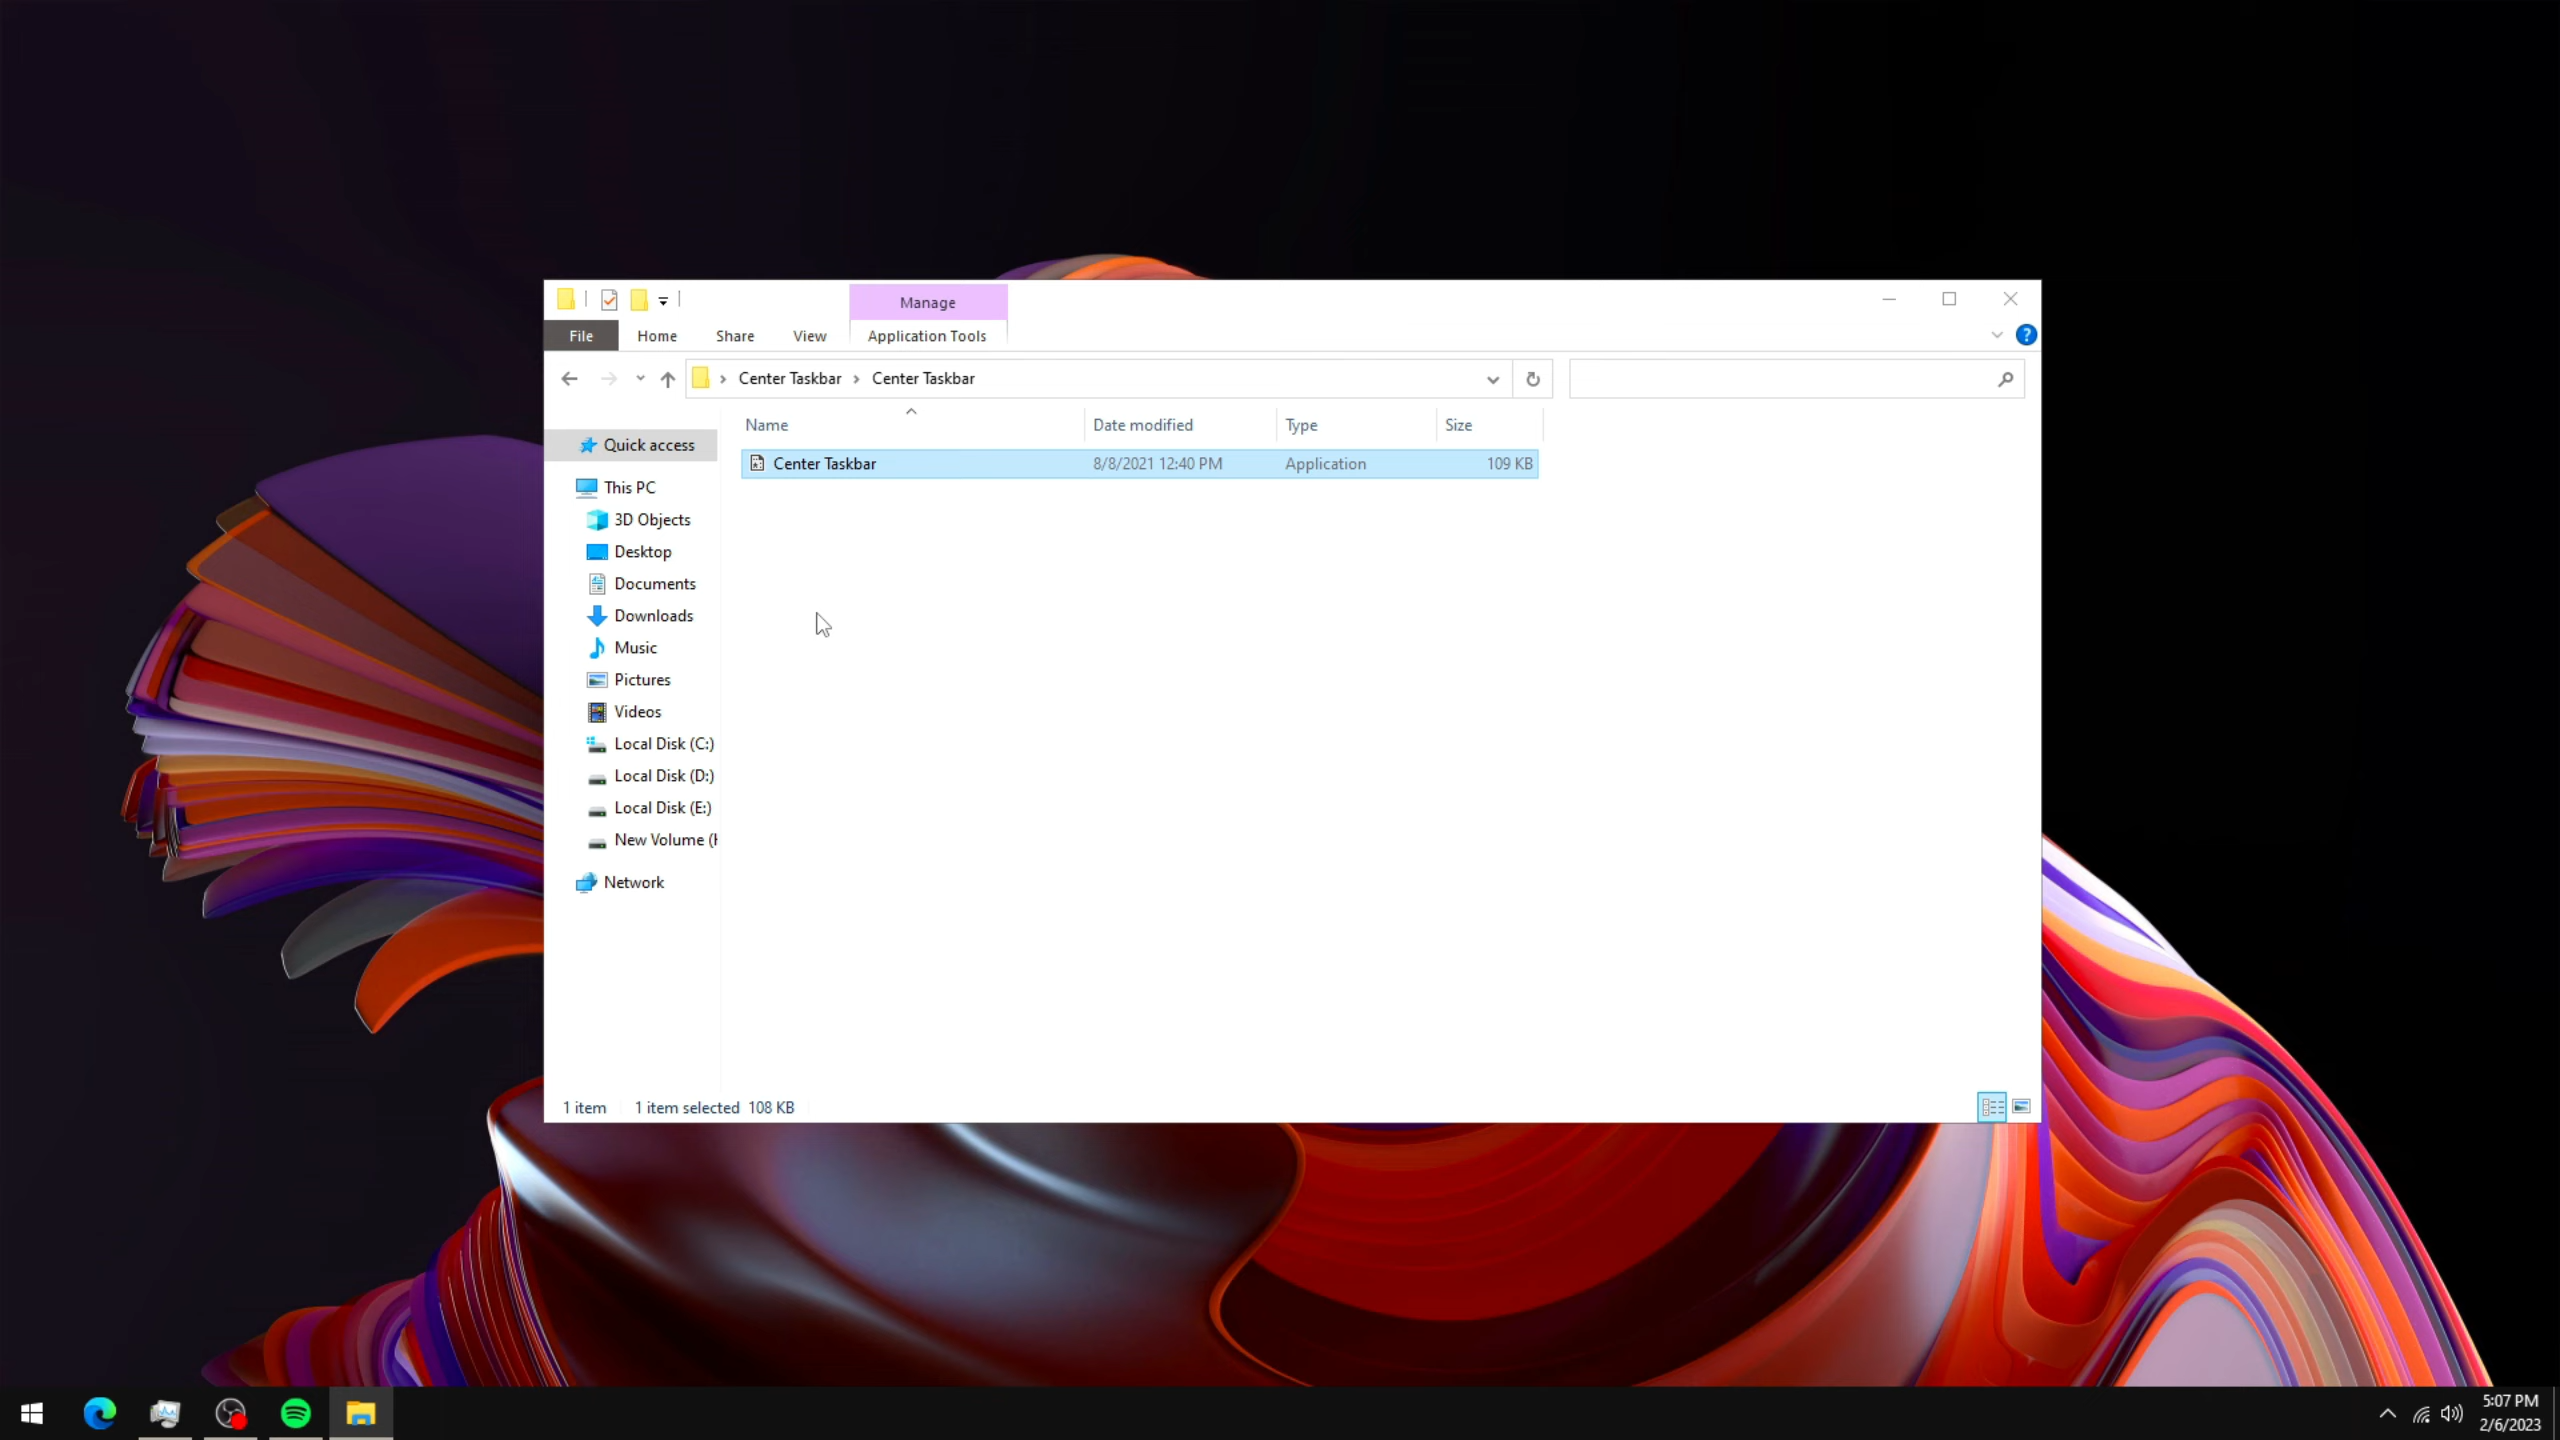 Manage
File Home Share View Application Tools
?
Center Taskbar > Center Taskbar
Name Date modified Type Size
Center Taskbar 8/8/2021 12:40 PM Application 109 KB
Quick access
This PC
3D Objects
Desktop
Documents
Downloads
Music
Pictures
Videos
Local Disk (C:)
Local Disk (D:)
Local Disk (E:)
New Volume (
Network
1 item 1 item selected 108 KB
5:07 PM
2/6/2023